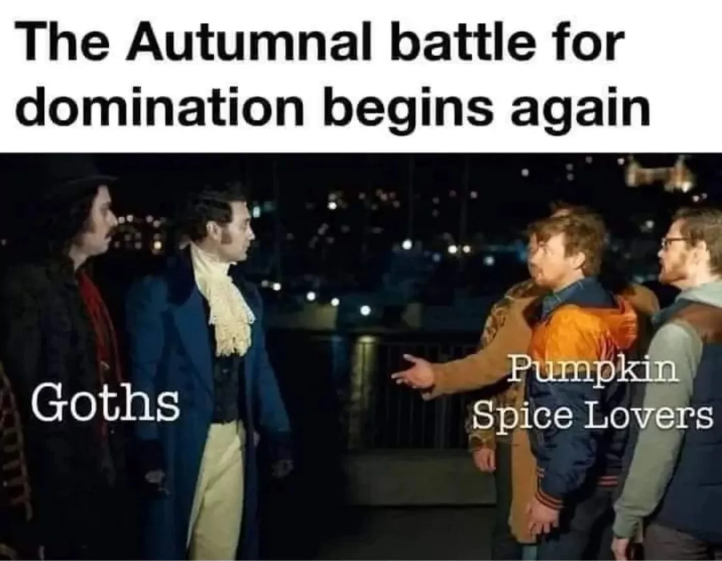 The Autumnal battle for
domination begins again
Goths
Pumpkin
Spice Lovers